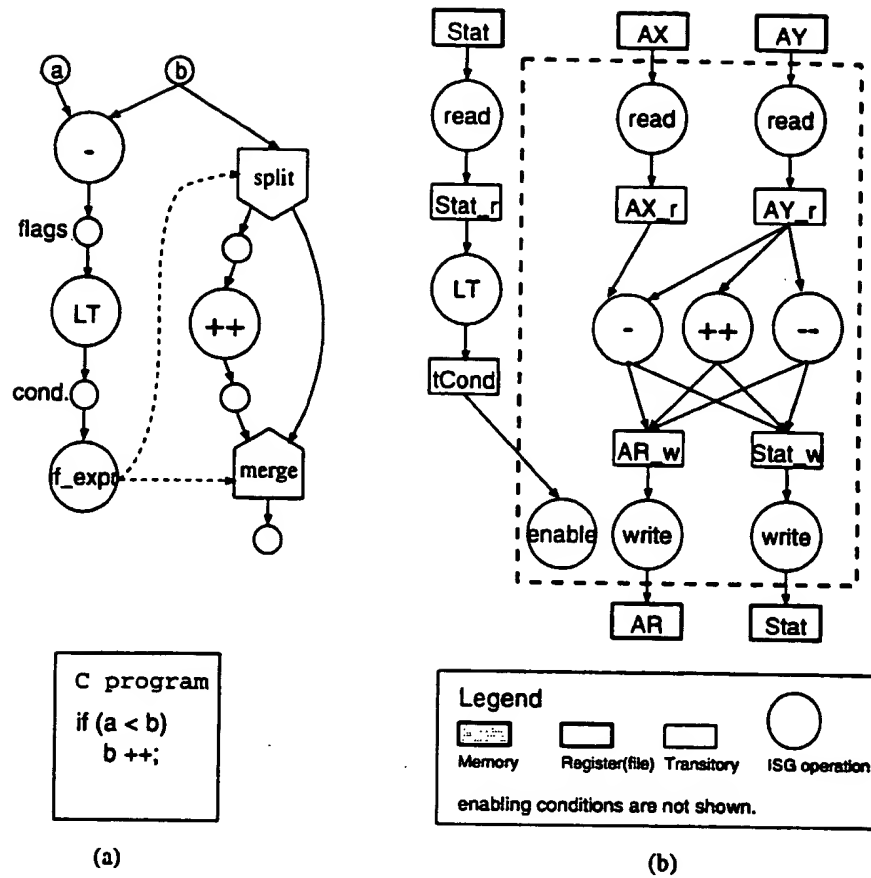 a
b
-
split
flags
LT
++
cond.
if_expr
merge
C program
if (a < b)
b ++;
(a)
Stat
AX
AY
read
read
read
Stat_r
AX_r
AY_r
LT
-
++
--
tCond
AR_w
Stat_w
enable
write
write
AR
Stat
Legend
Memory
Register(file)
Transitory
ISG operation
enabling conditions are not shown.
(b)